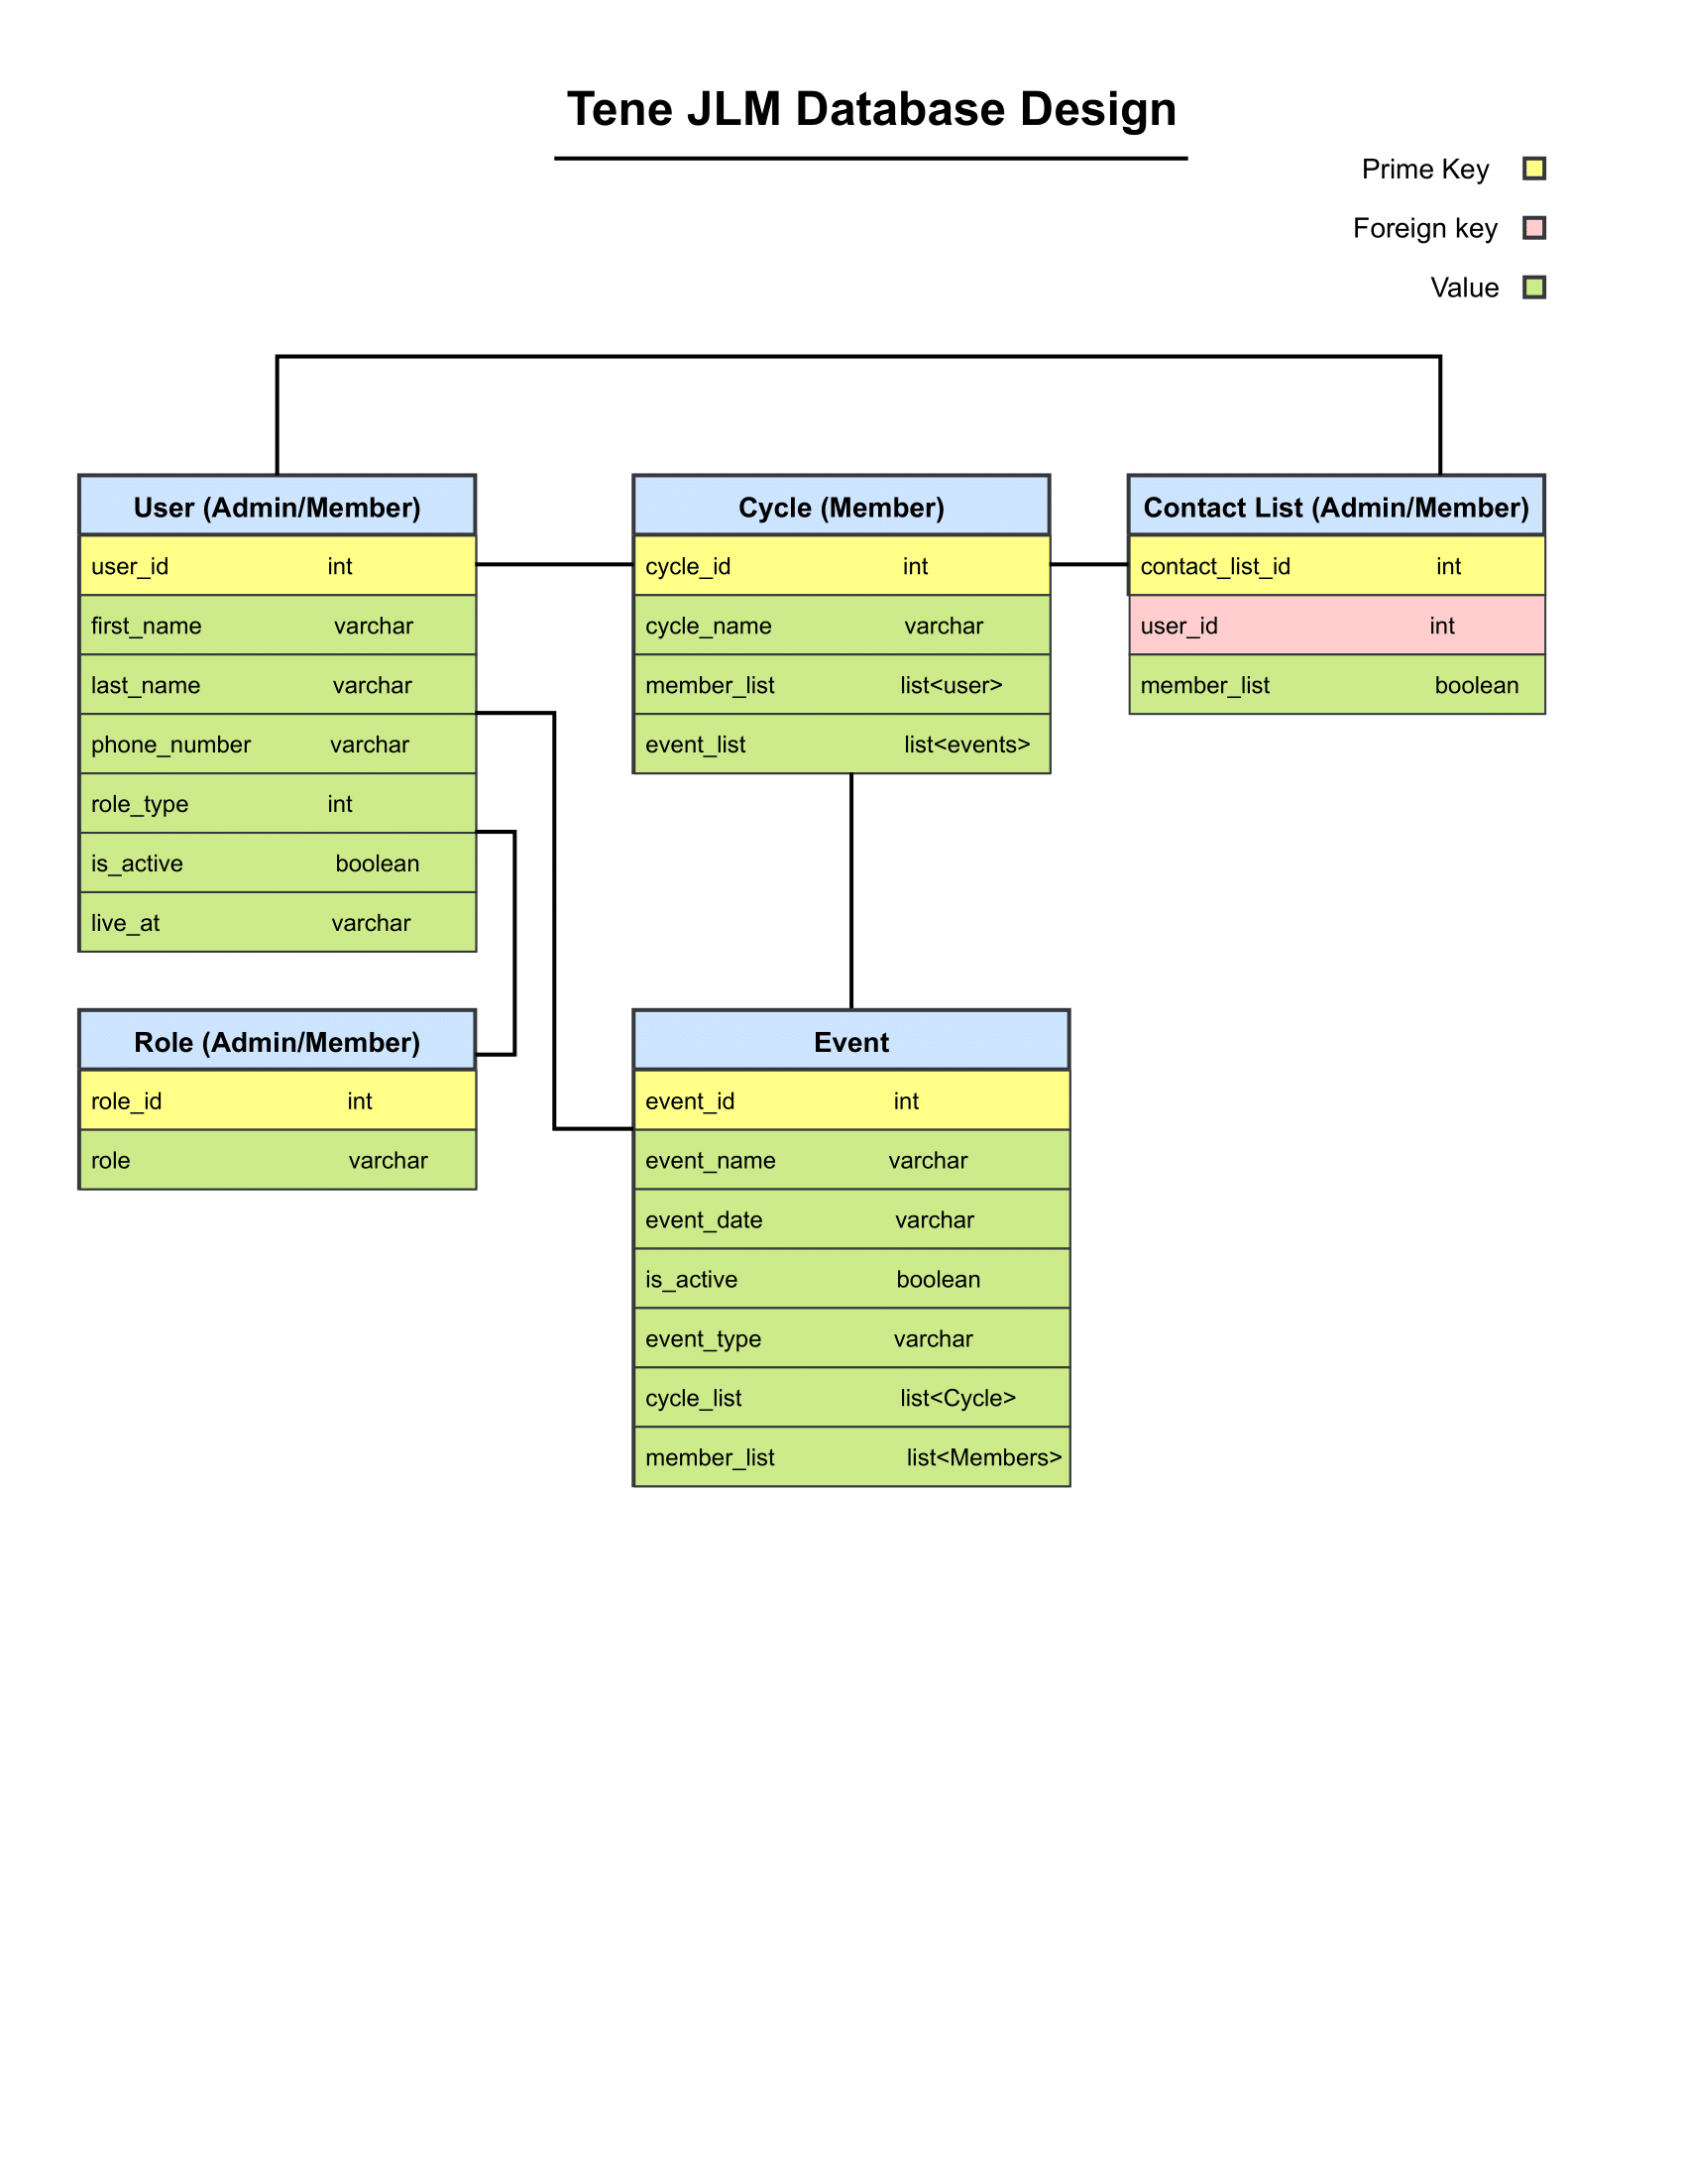 Tene JLM Database Design
Prime Key
Foreign key
Value
User (Admin/Member)
user_id int
first_name varchar
last_name varchar
phone_number varchar
role_type int
is_active boolean
live_at varchar
Cycle (Member)
cycle_id int
cycle_name varchar
member_list list<user>
event_list list<events>
Contact List (Admin/Member)
contact_list_id int
user_id int
member_list boolean
Role (Admin/Member)
role_id int
role varchar
Event
event_id int
event_name varchar
event_date varchar
is_active boolean
event_type varchar
cycle_list list<Cycle>
member_list list<Members>